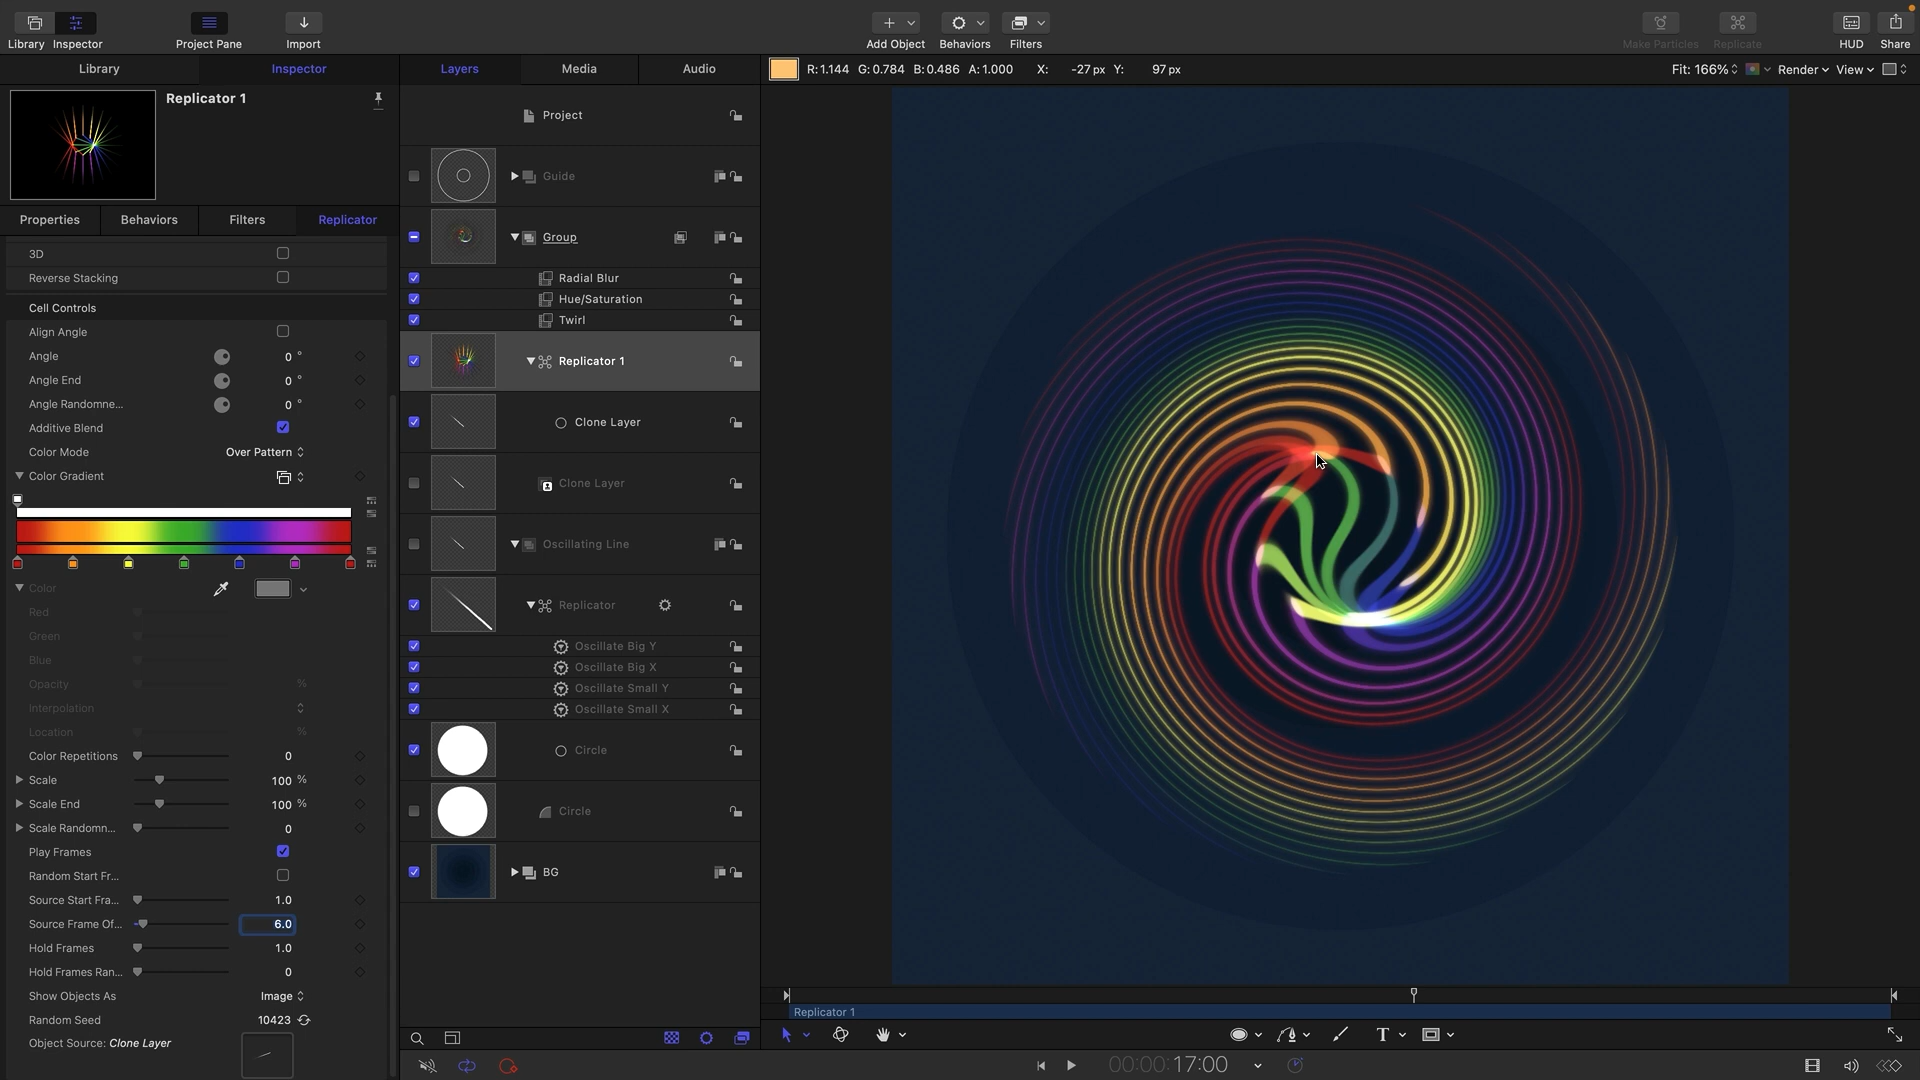 Library
Inspector
Project Pane
Import
Add Object
Behaviors
Filters
Make Particles
Replicate
HUD
Share
Library
Inspector
Layers
Media
Audio
R:1.144 G:0.784 B:0.486 A:1.000 X: -27 px Y: 97 px
Fit: 166%
Render
View
Replicator 1
Properties
Behaviors
Filters
Replicator
3D
Reverse Stacking
Cell Controls
Align Angle
Angle 0 °
Angle End 0 °
Angle Randomne... 0 °
Additive Blend
Color Mode Over Pattern
Color Gradient
Color
Red
Green
Blue
Opacity %
Interpolation
Location %
Color Repetitions 0
Scale 100 %
Scale End 100 %
Scale Randomn... 0
Play Frames
Random Start Fr...
Source Start Fra... 1.0
Source Frame Of... 6.0
Hold Frames 1.0
Hold Frames Ran... 0
Show Objects As Image
Random Seed 10423
Object Source: Clone Layer
Project
Guide
Group
Radial Blur
Hue/Saturation
Twirl
Replicator 1
Clone Layer
Clone Layer
Oscillating Line
Replicator
Oscillate Big Y
Oscillate Big X
Oscillate Small Y
Oscillate Small X
Circle
Circle
BG
Replicator 1
T
00:00:17:00